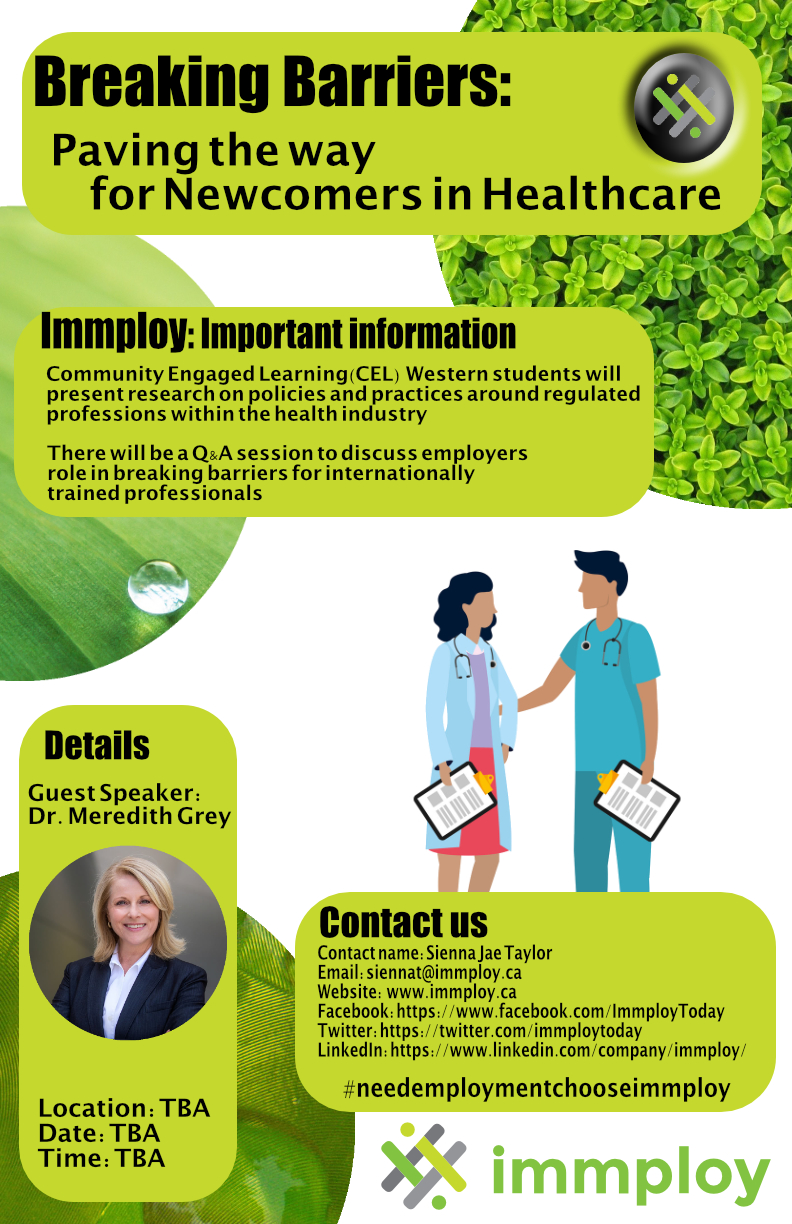 Breaking Barriers:
Paving the way
for Newcomers in Healthcare
Immploy: Important information
Community Engaged Learning(CEL) Western students will
present research on policies and practices around regulated
professions within the health industry
There will be a Q&A session to discuss employers
role in breaking barriers for internationally
trained professionals
Details
Guest Speaker:
Dr. Meredith Grey
Location: TBA
Date: TBA
Time: TBA
Contact us
Contact name: Sienna Jae Taylor
Email: siennat@immploy.ca
Website: www.immploy.ca
Facebook: https://www.facebook.com/ImmployToday
Twitter: https://twitter.com/immploytoday
LinkedIn: https://www.linkedin.com/company/immploy/
#needemploymentchooseimmploy
immploy